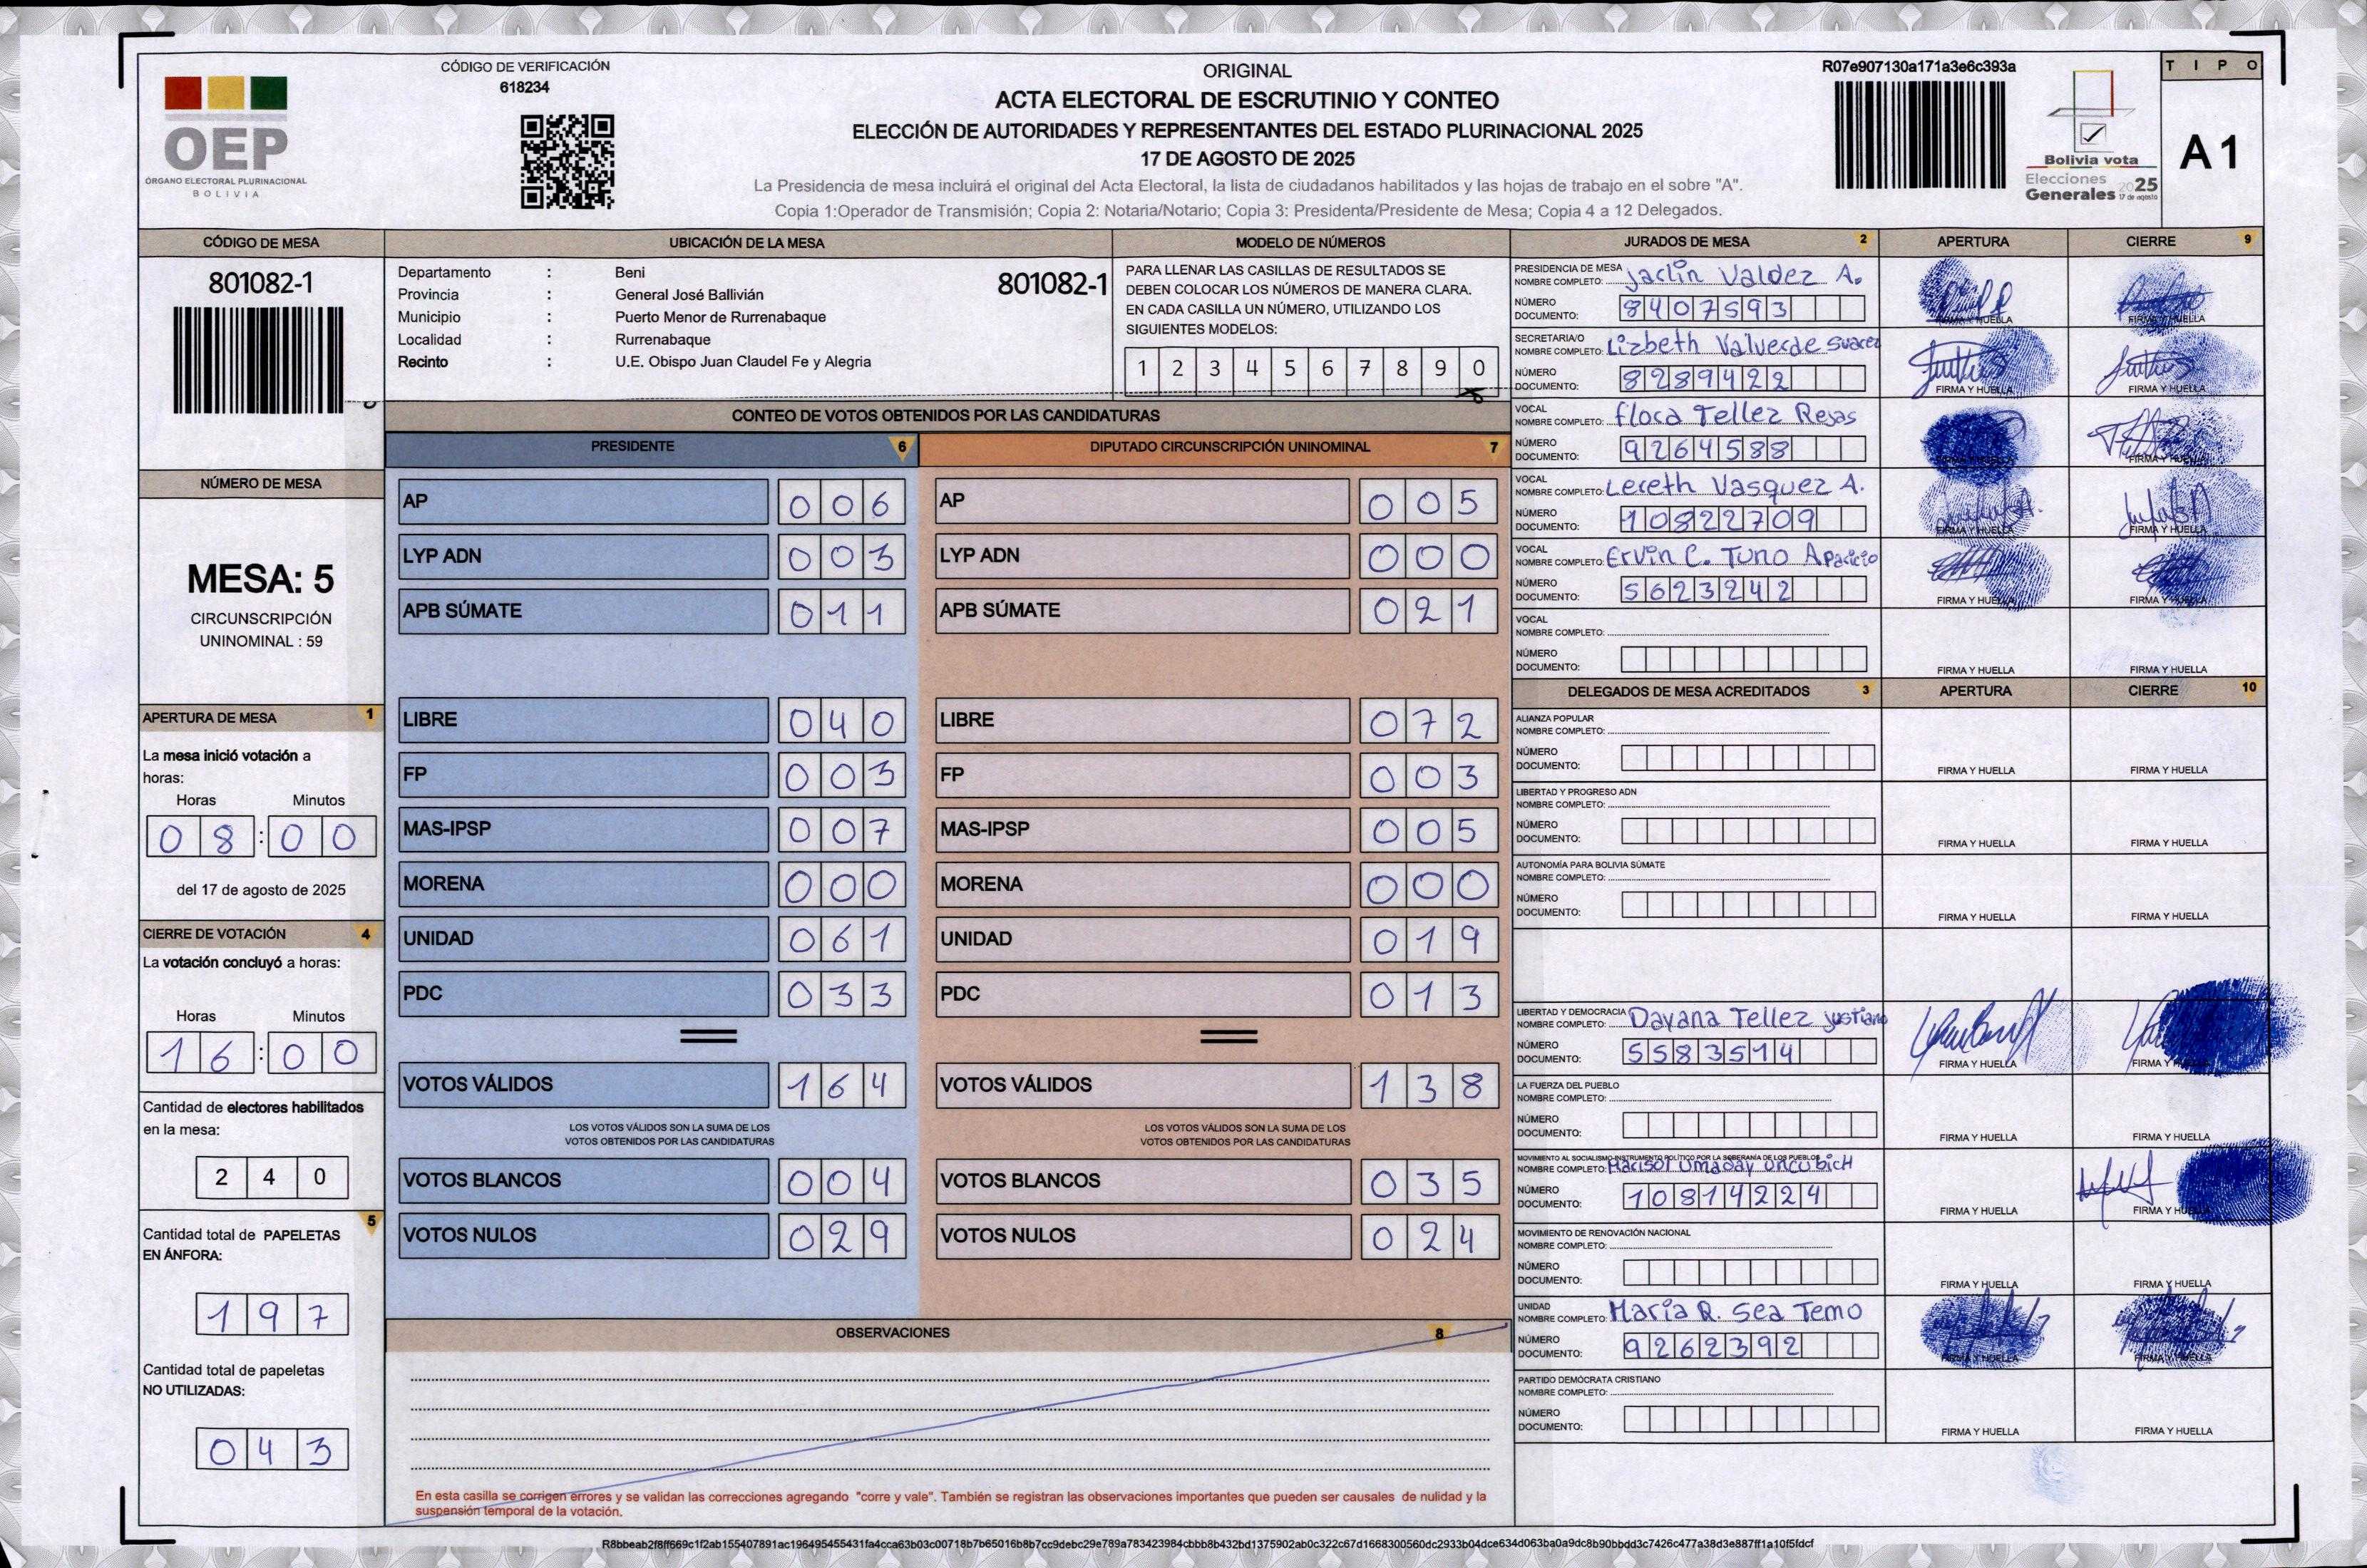 CÓDIGO DE VERIFICACIÓN
618234
OEP
ÓRGANO ELECTORAL PLURINACIONAL
BOLIVIA
ORIGINAL
ACTA ELECTORAL DE ESCRUTINIO Y CONTEO
ELECCIÓN DE AUTORIDADES Y REPRESENTANTES DEL ESTADO PLURINACIONAL 2025
17 DE AGOSTO DE 2025
La Presidencia de mesa incluirá el original del Acta Electoral, la lista de ciudadanos habilitados y las hojas de trabajo en el sobre "A".
Copia 1:Operador de Transmisión; Copia 2: Notaria/Notario; Copia 3: Presidenta/Presidente de Mesa; Copia 4 a 12 Delegados.
R07e907130a171a3e6c393a
Bolivia vota
Elecciones
Generales 2025
17 de agosto
TIPO
A1
CÓDIGO DE MESA
801082-1
UBICACIÓN DE LA MESA
Departamento : Beni
801082-1
Provincia : General José Ballivián
Municipio : Puerto Menor de Rurrenabaque
Localidad : Rurrenabaque
Recinto : U.E. Obispo Juan Claudel Fe y Alegria
MODELO DE NÚMEROS
PARA LLENAR LAS CASILLAS DE RESULTADOS SE
DEBEN COLOCAR LOS NÚMEROS DE MANERA CLARA.
EN CADA CASILLA UN NÚMERO, UTILIZANDO LOS
SIGUIENTES MODELOS:
1 2 3 4 5 6 7 8 9 0
NÚMERO DE MESA
MESA: 5
CIRCUNSCRIPCIÓN
UNINOMINAL : 59
APERTURA DE MESA 1
La mesa inició votación a
horas:
Horas Minutos
08:00
del 17 de agosto de 2025
CIERRE DE VOTACIÓN 4
La votación concluyó a horas:
Horas Minutos
16:00
Cantidad de electores habilitados
en la mesa:
240
5
Cantidad total de PAPELETAS
EN ÁNFORA:
197
Cantidad total de papeletas
NO UTILIZADAS:
043
CONTEO DE VOTOS OBTENIDOS POR LAS CANDIDATURAS
PRESIDENTE 6
AP 006
LYP ADN 003
APB SÚMATE 011
LIBRE 040
FP 003
MAS-IPSP 007
MORENA 000
UNIDAD 061
PDC 033
VOTOS VÁLIDOS 164
LOS VOTOS VÁLIDOS SON LA SUMA DE LOS
VOTOS OBTENIDOS POR LAS CANDIDATURAS
VOTOS BLANCOS 004
VOTOS NULOS 029
DIPUTADO CIRCUNSCRIPCIÓN UNINOMINAL 7
AP 005
LYP ADN 000
APB SÚMATE 021
LIBRE 072
FP 003
MAS-IPSP 005
MORENA 000
UNIDAD 019
PDC 013
VOTOS VÁLIDOS 138
LOS VOTOS VÁLIDOS SON LA SUMA DE LOS
VOTOS OBTENIDOS POR LAS CANDIDATURAS
VOTOS BLANCOS 035
VOTOS NULOS 024
OBSERVACIONES 8
En esta casilla se corrigen errores y se validan las correcciones agregando "corre y vale". También se registran las observaciones importantes que pueden ser causales de nulidad y la
suspensión temporal de la votación.
JURADOS DE MESA 2 APERTURA CIERRE 9
PRESIDENCIA DE MESA
NOMBRE COMPLETO: Jaclin Valdez A.
NÚMERO
DOCUMENTO: 8407593
FIRMA Y HUELLA FIRMA Y HUELLA
SECRETARIA/O
NOMBRE COMPLETO: Lizbeth Valverde Suarez
NÚMERO
DOCUMENTO: 8289422
FIRMA Y HUELLA FIRMA Y HUELLA
VOCAL
NOMBRE COMPLETO: flora Tellez Rojas
NÚMERO
DOCUMENTO: 9264588
FIRMA Y HUELLA FIRMA Y HUELLA
VOCAL
NOMBRE COMPLETO: Lereth Vasquez A.
NÚMERO
DOCUMENTO: 10822709
FIRMA Y HUELLA FIRMA Y HUELLA
VOCAL
NOMBRE COMPLETO: Ervin C. Tuno Aparicio
NÚMERO
DOCUMENTO: 5623242
FIRMA Y HUELLA FIRMA Y HUELLA
VOCAL
NOMBRE COMPLETO:
NÚMERO
DOCUMENTO:
FIRMA Y HUELLA FIRMA Y HUELLA
DELEGADOS DE MESA ACREDITADOS 3 APERTURA CIERRE 10
ALIANZA POPULAR
NOMBRE COMPLETO:
NÚMERO
DOCUMENTO:
FIRMA Y HUELLA FIRMA Y HUELLA
LIBERTAD Y PROGRESO ADN
NOMBRE COMPLETO:
NÚMERO
DOCUMENTO:
FIRMA Y HUELLA FIRMA Y HUELLA
AUTONOMÍA PARA BOLIVIA SÚMATE
NOMBRE COMPLETO:
NÚMERO
DOCUMENTO:
FIRMA Y HUELLA FIRMA Y HUELLA
LIBERTAD Y DEMOCRACIA
NOMBRE COMPLETO: Dayana Tellez Justiano
NÚMERO
DOCUMENTO: 5583514
FIRMA Y HUELLA FIRMA Y HUELLA
LA FUERZA DEL PUEBLO
NOMBRE COMPLETO:
NÚMERO
DOCUMENTO:
FIRMA Y HUELLA FIRMA Y HUELLA
MOVIMIENTO AL SOCIALISMO-INSTRUMENTO POLÍTICO POR LA SOBERANÍA DE LOS PUEBLOS
NOMBRE COMPLETO: Marisol Umaday
NÚMERO
DOCUMENTO: 10814224
FIRMA Y HUELLA FIRMA Y HUELLA
MOVIMIENTO DE RENOVACIÓN NACIONAL
NOMBRE COMPLETO:
NÚMERO
DOCUMENTO:
FIRMA Y HUELLA FIRMA Y HUELLA
UNIDAD
NOMBRE COMPLETO: Maria R. Sea Temo
NÚMERO
DOCUMENTO: 9262392
FIRMA Y HUELLA FIRMA Y HUELLA
PARTIDO DEMÓCRATA CRISTIANO
NOMBRE COMPLETO:
NÚMERO
DOCUMENTO:
FIRMA Y HUELLA FIRMA Y HUELLA